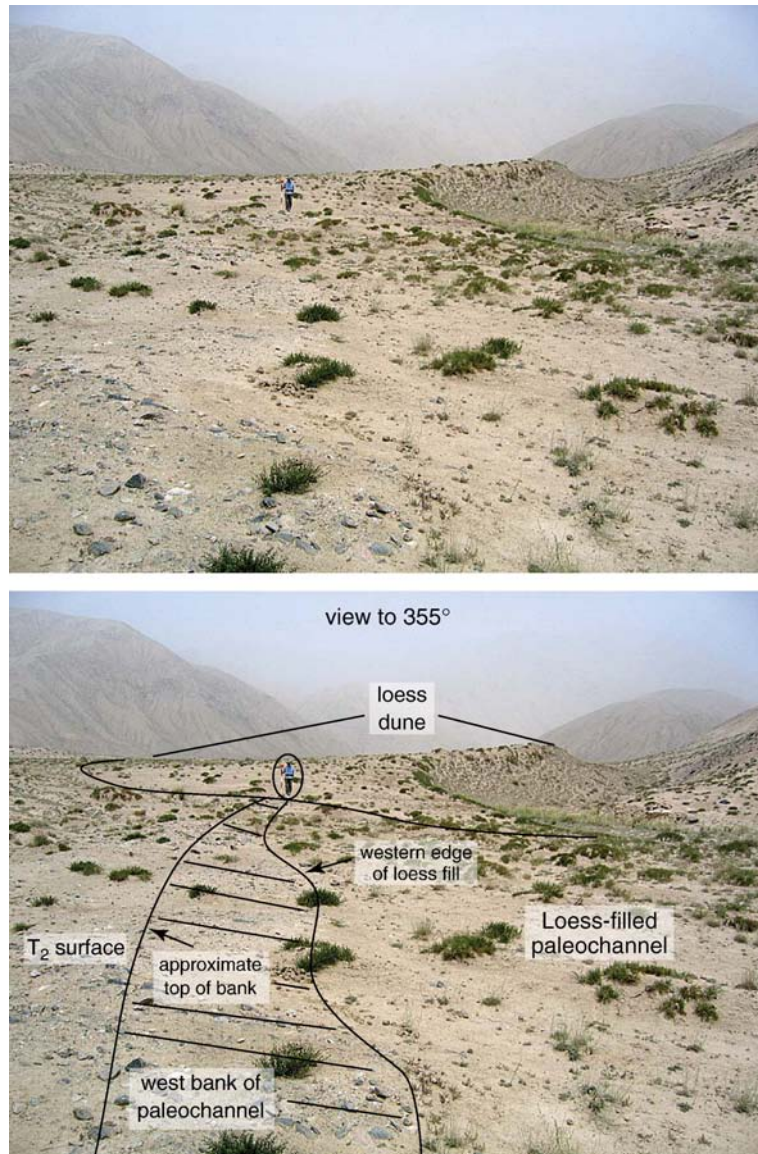 view to 355°
loess
dune
western edge
of loess fill
Loess-filled
paleochannel
T₂ surface
approximate
top of bank
west bank of
paleochannel